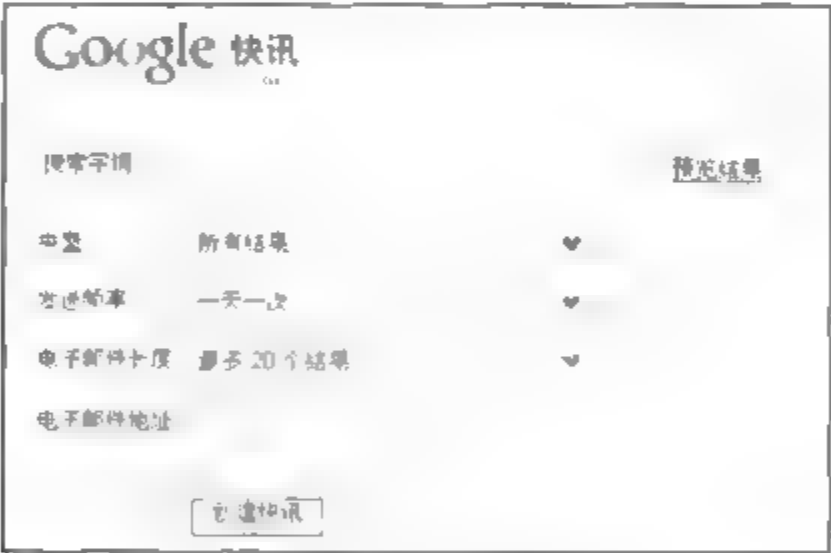 Google 快讯
搜索字词 预览结果
类型 所有结果
发送频率 一天一次
电子邮件长度 最多 20 个结果
电子邮件地址
创建快讯